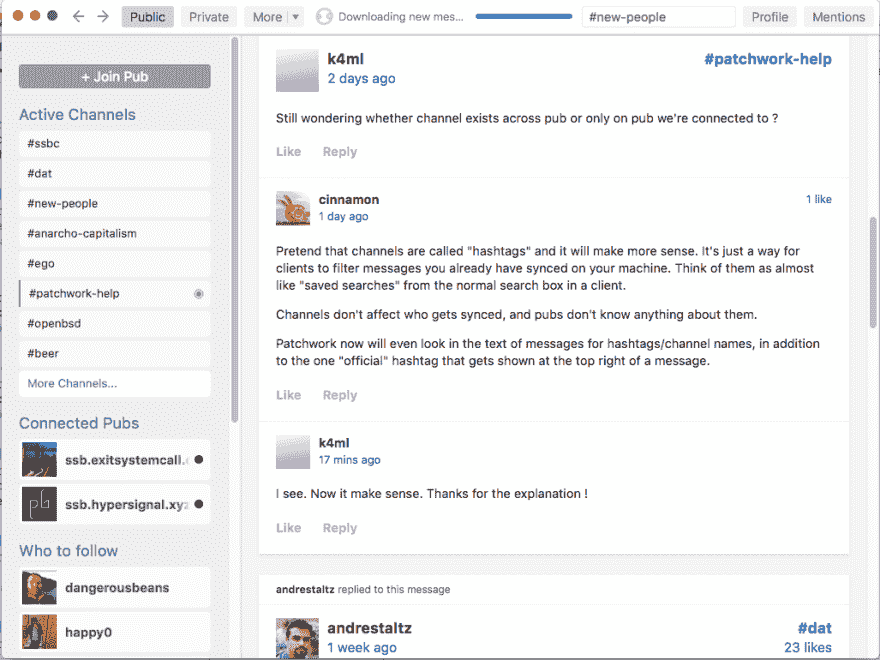 Public
Private
More
Downloading new mes...
#new-people
Profile
Mentions
+ Join Pub
Active Channels
#ssbc
#dat
#new-people
#anarcho-capitalism
#ego
#patchwork-help
#openbsd
#beer
More Channels...
Connected Pubs
ssb.exitsystemcall.
ssb.hypersignal.xyz
Who to follow
dangerousbeans
happy0
k4ml
2 days ago
#patchwork-help
Still wondering whether channel exists across pub or only on pub we're connected to ?
Like Reply
cinnamon
1 day ago
1 like
Pretend that channels are called "hashtags" and it will make more sense. It's just a way for
clients to filter messages you already have synced on your machine. Think of them as almost
like "saved searches" from the normal search box in a client.
Channels don't affect who gets synced, and pubs don't know anything about them.
Patchwork now will even look in the text of messages for hashtags/channel names, in addition
to the one "official" hashtag that gets shown at the top right of a message.
Like Reply
k4ml
17 mins ago
I see. Now it make sense. Thanks for the explanation !
Like Reply
andrestaltz replied to this message
andrestaltz
1 week ago
#dat
23 likes